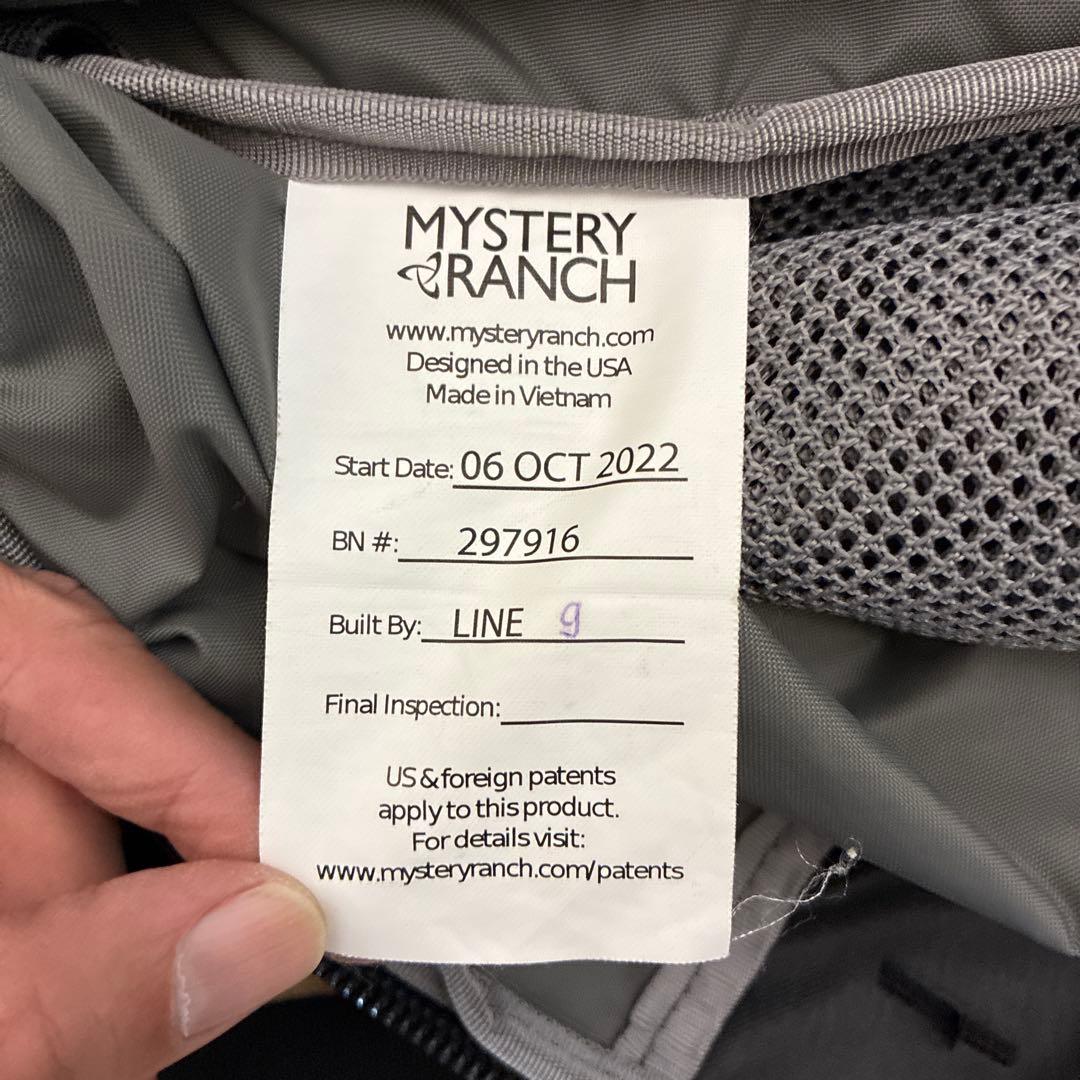 MYSTERY
RANCH
www.mysteryranch.com
Designed in the USA
Made in Vietnam
Start Date: 06 OCT 2022
BN #: 297916
Built By: LINE 9
Final Inspection:
US & foreign patents
apply to this product.
For details visit:
www.mysteryranch.com/patents